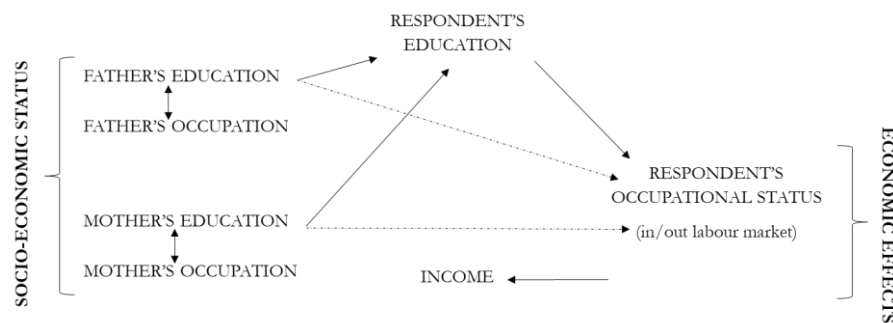 RESPONDENT'S
EDUCATION
SOCIO-ECONOMIC STATUS
FATHER'S EDUCATION
FATHER'S OCCUPATION
MOTHER'S EDUCATION
MOTHER'S OCCUPATION
RESPONDENT'S
OCCUPATIONAL STATUS
(in/out labour market)
INCOME
ECONOMIC EFFECTS